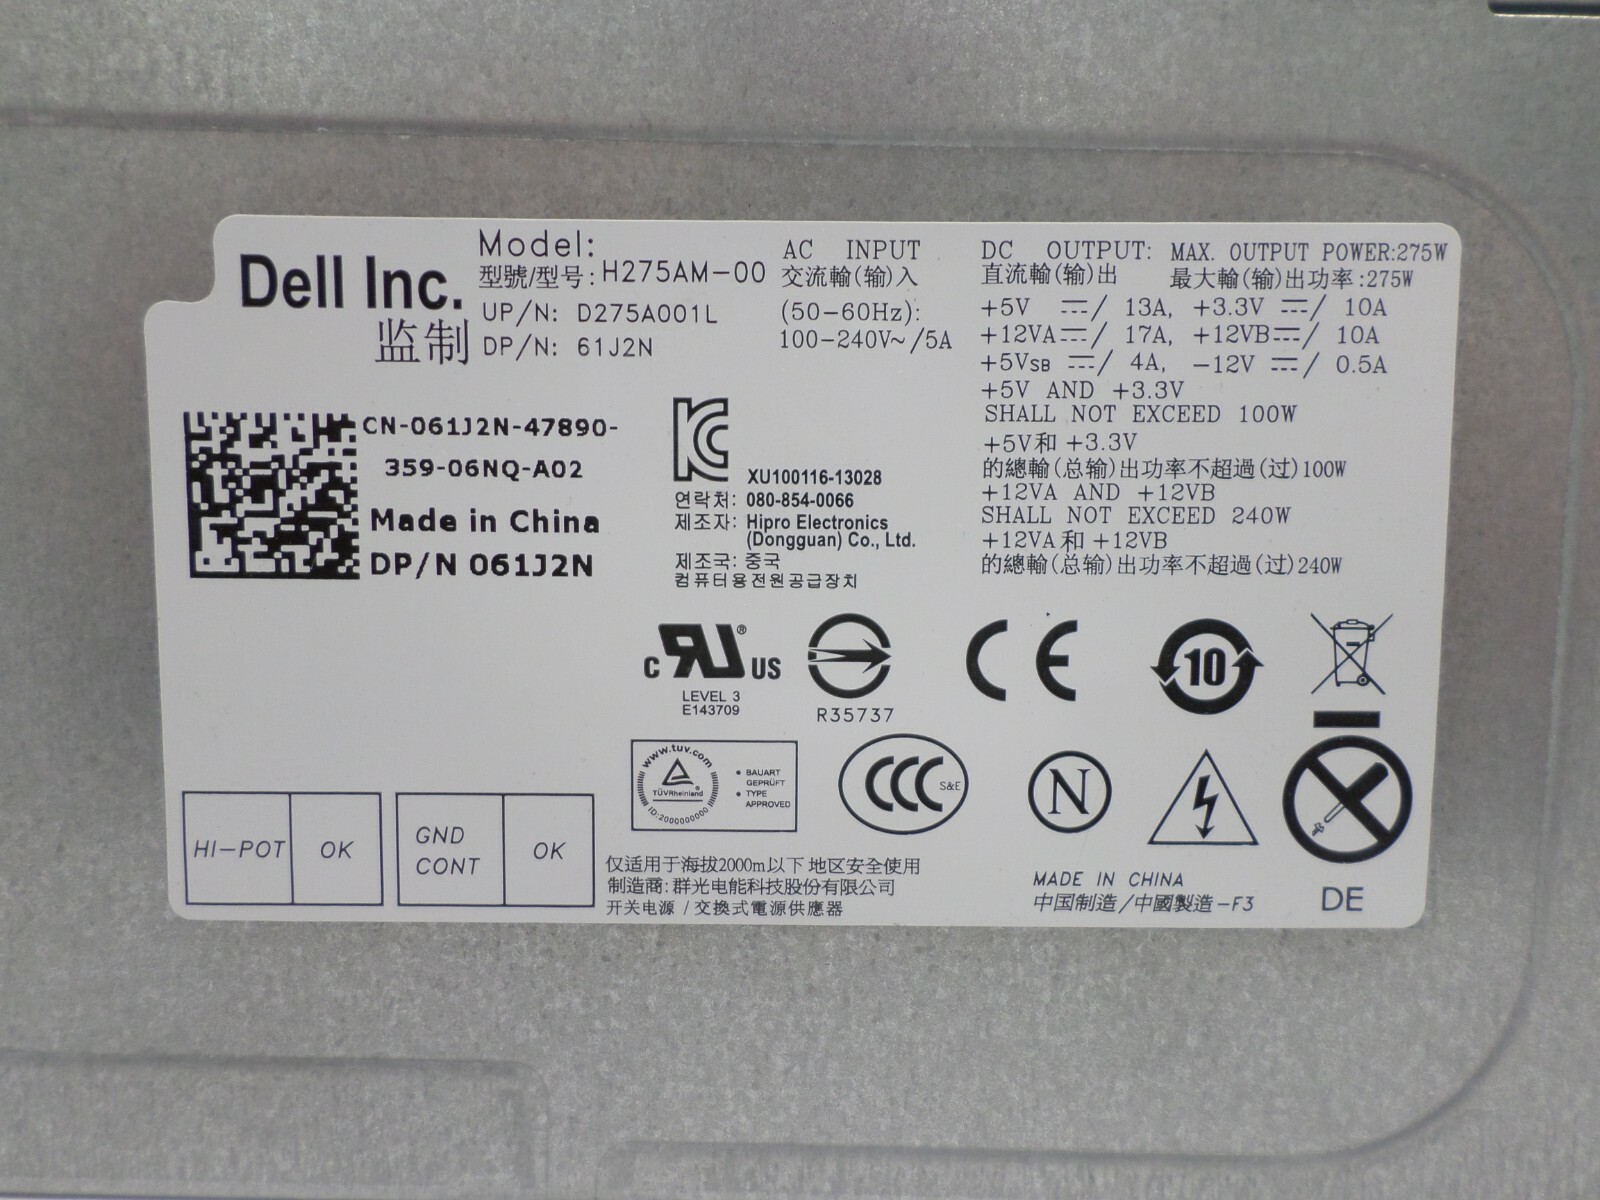 Dell Inc.
监制
Model:
型號/型号: H275AM-00
UP/N: D275A001L
DP/N: 61J2N
AC INPUT
交流輸(输)入
(50-60Hz):
100-240V~/5A
DC OUTPUT: MAX. OUTPUT POWER:275W
直流輸(输)出 最大輸(输)出功率:275W
+5V ⎓/ 13A, +3.3V ⎓/ 10A
+12VA⎓/ 17A, +12VB⎓/ 10A
+5VSB ⎓/ 4A, -12V ⎓/ 0.5A
+5V AND +3.3V
SHALL NOT EXCEED 100W
+5V和 +3.3V
的總輸(总输)出功率不超過(过)100W
+12VA AND +12VB
SHALL NOT EXCEED 240W
+12VA和 +12VB
的總輸(总输)出功率不超過(过)240W
CN-061J2N-47890-
359-06NQ-A02
Made in China
DP/N 061J2N
XU100116-13028
연락처: 080-854-0066
제조자: Hipro Electronics
(Dongguan) Co., Ltd.
제조국: 중국
컴퓨터용전원공급장치
c RU ® US
LEVEL 3
E143709
R35737
CE
10
www.tuv.com
TÜVRheinland
ID:2000000000
• BAUART
GEPRÜFT
• TYPE
APPROVED
CCC S&E
N
HI-POT OK
GND
CONT OK
仅适用于海拔2000m以下 地区安全使用
制造商: 群光电能科技股份有限公司
开关电源 / 交換式電源供應器
MADE IN CHINA
中国制造/中國製造-F3
DE